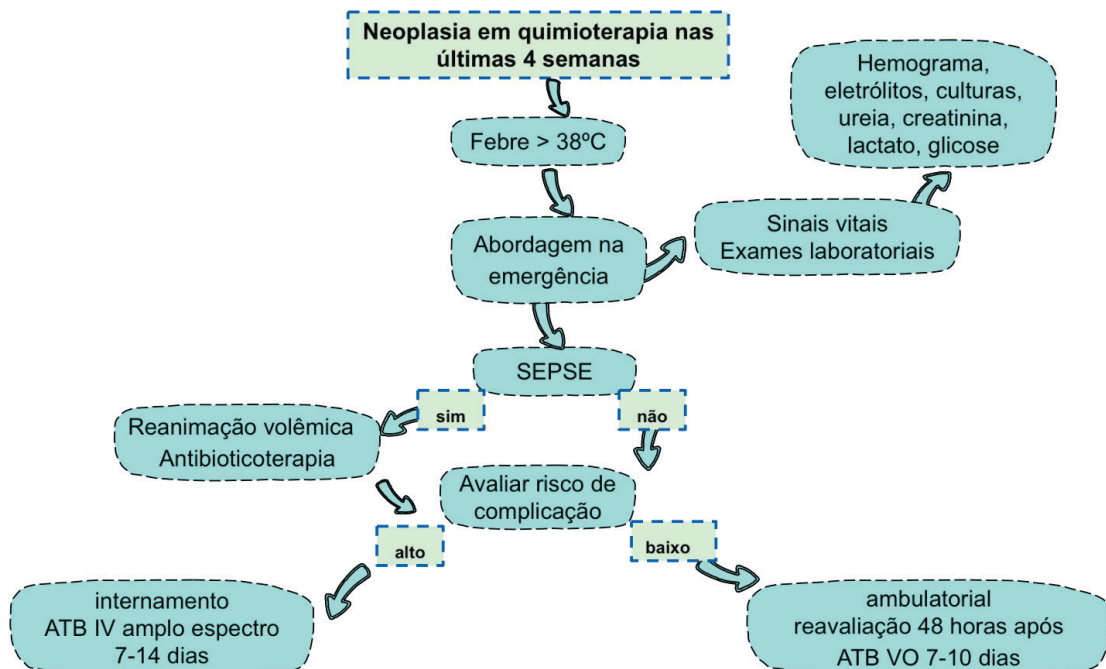 Neoplasia em quimioterapia nas
últimas 4 semanas
Hemograma,
eletrólitos, culturas,
ureia, creatinina,
lactato, glicose
Febre > 38ºC
Sinais vitais
Exames laboratoriais
Abordagem na
emergência
SEPSE
sim
não
Reanimação volêmica
Antibioticoterapia
Avaliar risco de
complicação
alto
baixo
internamento
ATB IV amplo espectro
7-14 dias
ambulatorial
reavaliação 48 horas após
ATB VO 7-10 dias